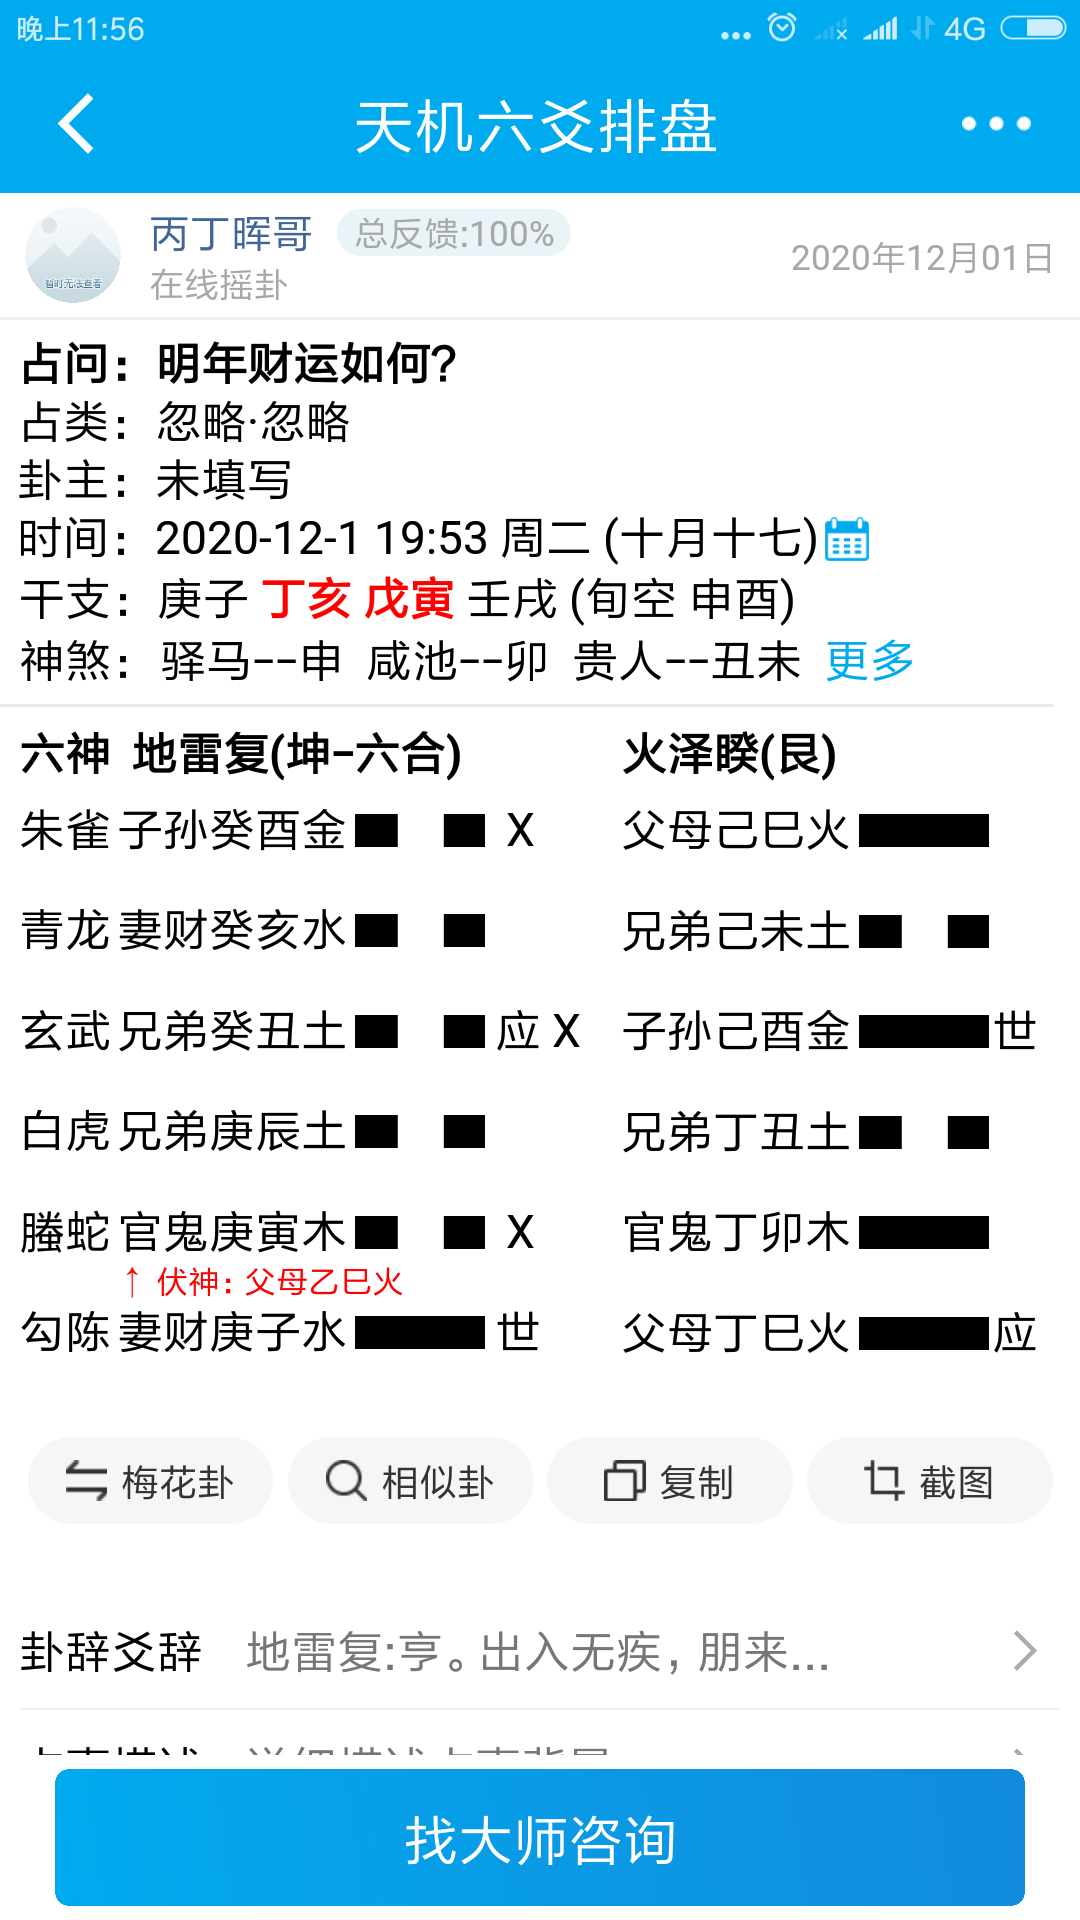 晚上11:56
4G
天机六爻排盘
丙丁晖哥 总反馈:100%
暂时无法查看
在线摇卦
2020年12月01日
占问：明年财运如何?
占类：忽略·忽略
卦主：未填写
时间：2020-12-1 19:53 周二 (十月十七)
干支：庚子 丁亥 戊寅 壬戌 (旬空 申酉)
神煞：驿马--申 咸池--卯 贵人--丑未 更多
六神 地雷复(坤-六合) 火泽睽(艮)
朱雀 子孙癸酉金 X 父母己巳火
青龙 妻财癸亥水 兄弟己未土
玄武 兄弟癸丑土 应 X 子孙己酉金 世
白虎 兄弟庚辰土 兄弟丁丑土
螣蛇 官鬼庚寅木 X 官鬼丁卯木
↑ 伏神：父母乙巳火
勾陈 妻财庚子水 世 父母丁巳火 应
梅花卦 相似卦 复制 截图
卦辞爻辞 地雷复:亨。出入无疾，朋来...
找大师咨询